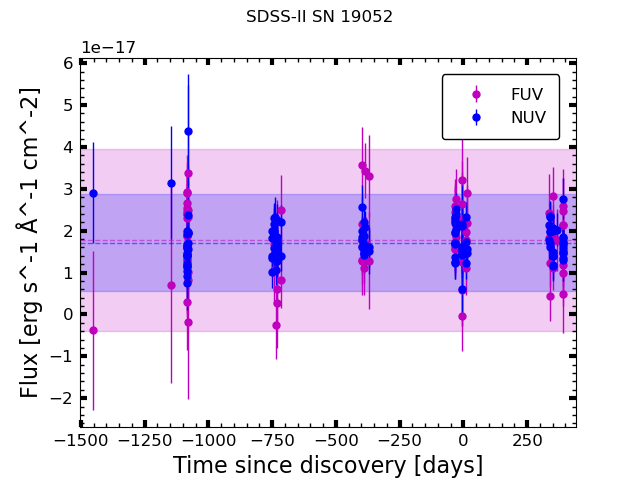 SDSS-II SN 19052
1e−17
6
5
4
3
2
1
0
−1
−2
Flux [erg s^-1 Å^-1 cm^-2]
FUV
NUV
−1500 −1250 −1000 −750 −500 −250 0 250
Time since discovery [days]